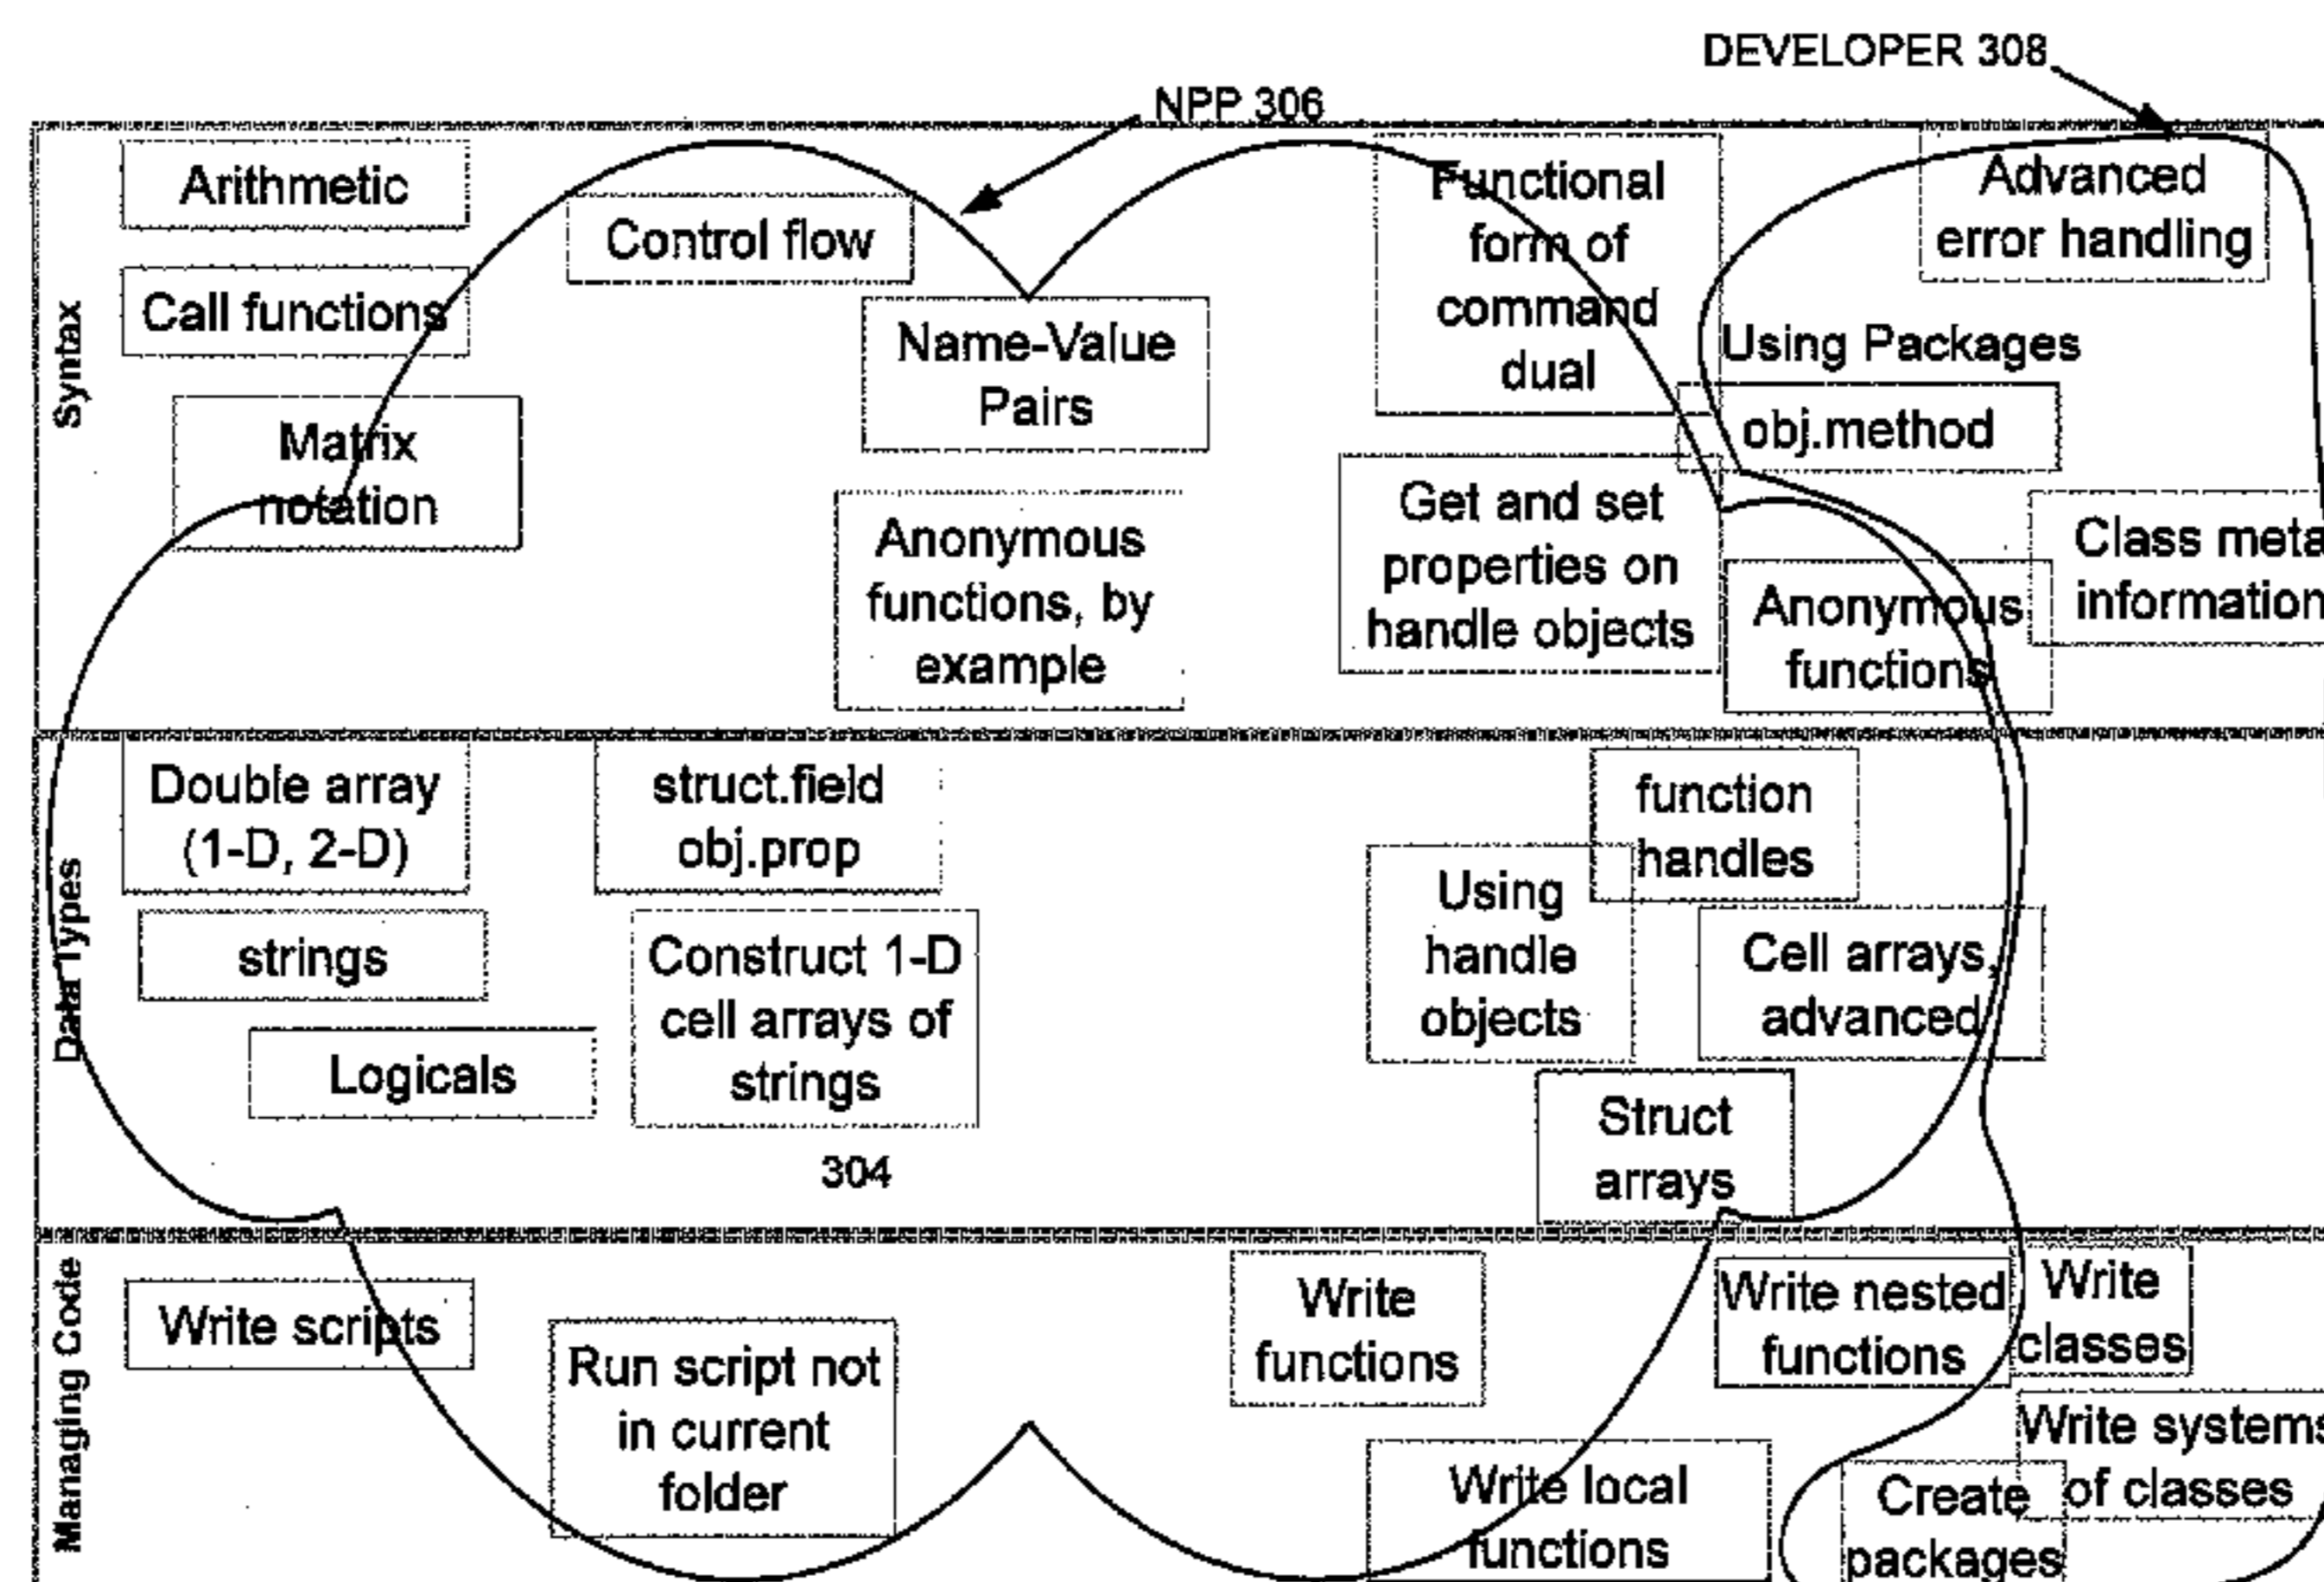 DEVELOPER 308
NPP 306
Syntax
Arithmetic
Call functions
Matrix
notation
Control flow
Name-Value
Pairs
Anonymous
functions, by
example
Functional
form of
command
dual
Get and set
properties on
handle objects
Advanced
error handling
Using Packages
obj.method
Class meta
information
Anonymous
functions
Data Types
Double array
(1-D, 2-D)
strings
Logicals
struct.field
obj.prop
Construct 1-D
cell arrays of
strings
304
function
handles
Using
handle
objects
Cell arrays,
advanced
Struct
arrays
Managing Code
Write scripts
Run script not
in current
folder
Write
functions
Write local
functions
Write nested
functions
Write
classes
Write systems
of classes
Create
packages